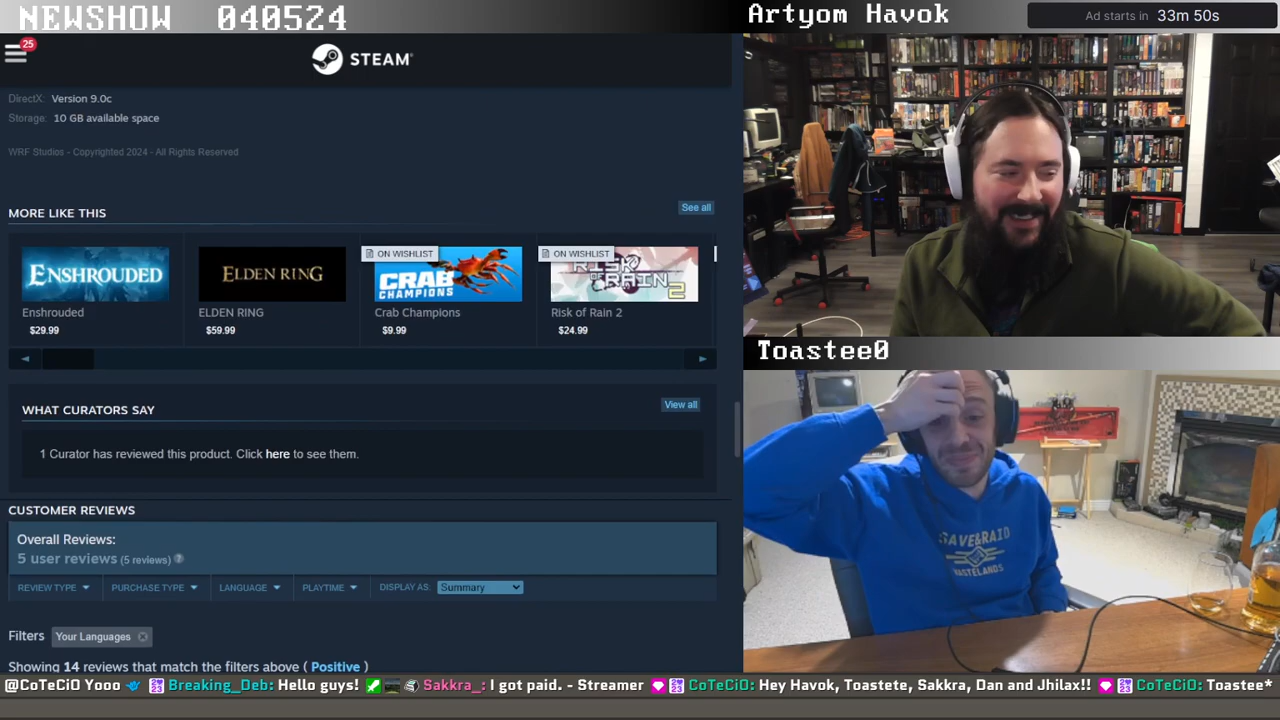 NEWSHOW 040524
Artyom Havok
Ad starts in 33m 50s
25
STEAM
DirectX: Version 9.0c
Storage: 10 GB available space
WRF Studios - Copyrighted 2024 - All Rights Reserved
MORE LIKE THIS
See all
ENSHROUDED
ELDEN RING
ON WISHLIST
CRAB CHAMPIONS
ON WISHLIST
RISK OF RAIN 2
Enshrouded
ELDEN RING
Crab Champions
Risk of Rain 2
$29.99
$59.99
$9.99
$24.99
Toastee0
WHAT CURATORS SAY
View all
1 Curator has reviewed this product. Click here to see them.
CUSTOMER REVIEWS
Overall Reviews:
5 user reviews (5 reviews) ?
REVIEW TYPE PURCHASE TYPE LANGUAGE PLAYTIME DISPLAY AS: Summary
Filters Your Languages
Showing 14 reviews that match the filters above ( Positive )
SAVE&RAID
WASTELANDS
@CoTeCiO Yooo Breaking_Deb: Hello guys! Sakkra_: I got paid. - Streamer CoTeCiO: Hey Havok, Toastete, Sakkra, Dan and Jhilax!! CoTeCiO: Toastee*